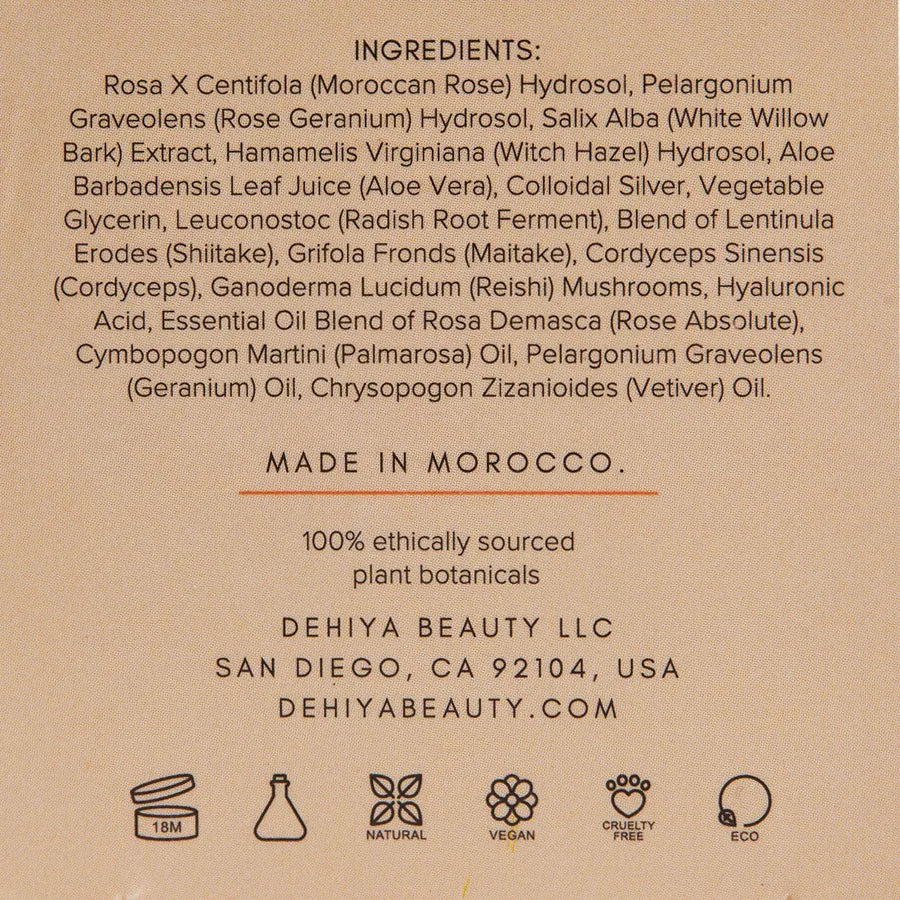 INGREDIENTS:
Rosa X Centifola (Moroccan Rose) Hydrosol, Pelargonium
Graveolens (Rose Geranium) Hydrosol, Salix Alba (White Willow
Bark) Extract, Hamamelis Virginiana (Witch Hazel) Hydrosol, Aloe
Barbadensis Leaf Juice (Aloe Vera), Colloidal Silver, Vegetable
Glycerin, Leuconostoc (Radish Root Ferment), Blend of Lentinula
Erodes (Shiitake), Grifola Fronds (Maitake), Cordyceps Sinensis
(Cordyceps), Ganoderma Lucidum (Reishi) Mushrooms, Hyaluronic
Acid, Essential Oil Blend of Rosa Demasca (Rose Absolute),
Cymbopogon Martini (Palmarosa) Oil, Pelargonium Graveolens
(Geranium) Oil, Chrysopogon Zizanioides (Vetiver) Oil.
MADE IN MOROCCO.
100% ethically sourced
plant botanicals
DEHIYA BEAUTY LLC
SAN DIEGO, CA 92104, USA
DEHIYABEAUTY.COM
18M
NATURAL
VEGAN
CRUELTY
FREE
ECO